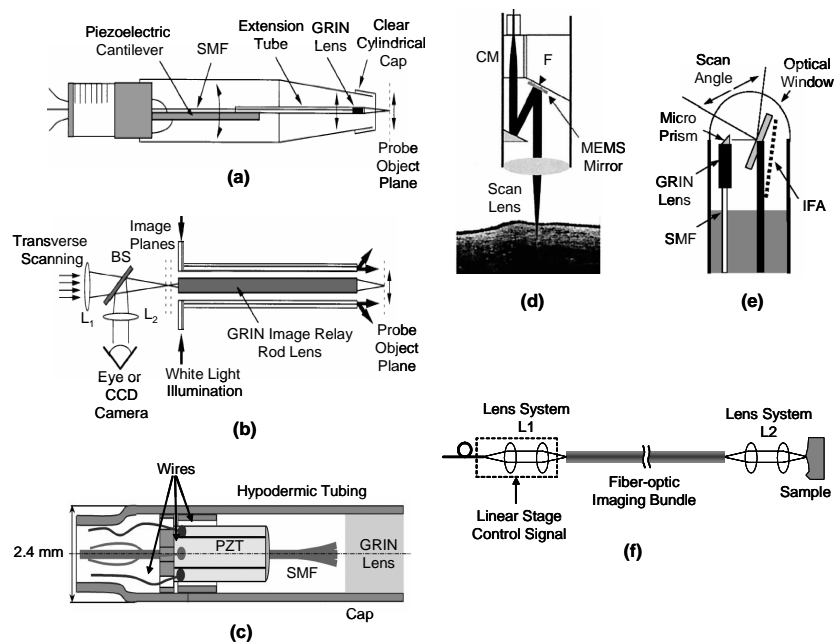 Piezoelectric
Cantilever
SMF
Extension
Tube
GRIN
Lens
Clear
Cylindrical
Cap
Probe
Object
Plane
(a)
Image
Planes
Transverse
Scanning
BS
L1
L2
GRIN Image Relay
Rod Lens
Eye or
CCD
Camera
White Light
Illumination
Probe
Object
Plane
(b)
Wires
Hypodermic Tubing
2.4 mm
PZT
SMF
GRIN
Lens
Cap
(c)
CM
F
MEMS
Mirror
Scan
Lens
(d)
Scan
Angle
Optical
Window
Micro
Prism
GRIN
Lens
SMF
IFA
(e)
Lens System
L1
Lens System
L2
Fiber-optic
Imaging Bundle
Sample
Linear Stage
Control Signal
(f)